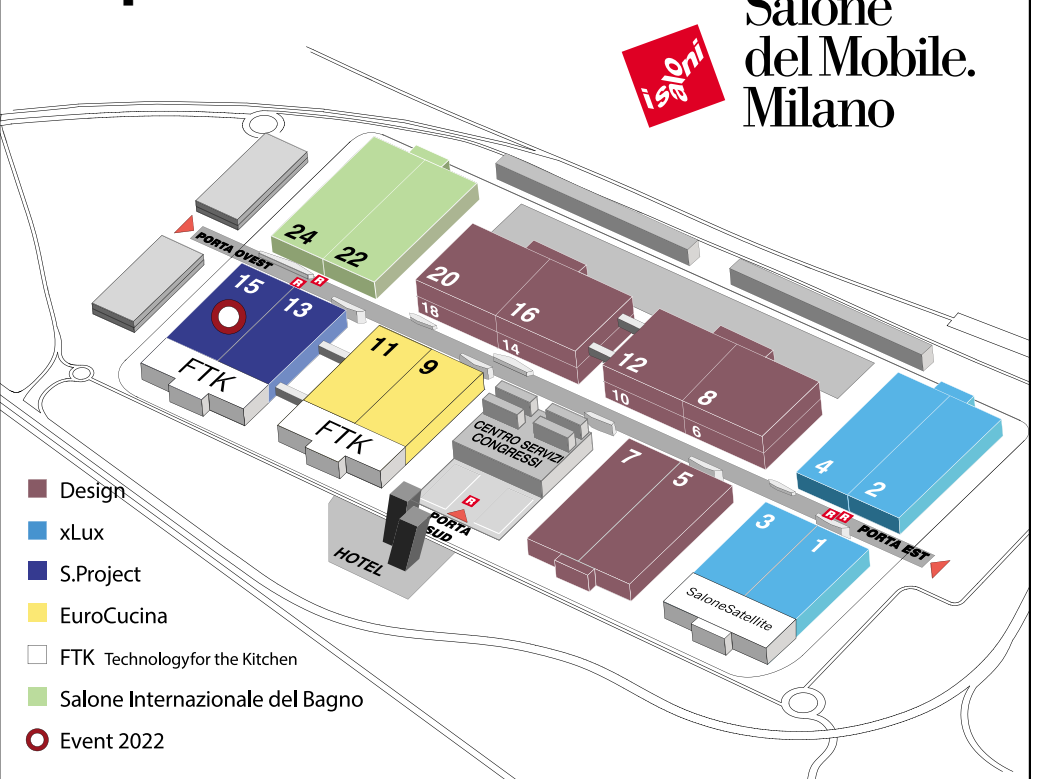 Salone
del Mobile.
Milano
i saloni
24
22
PORTA OVEST
R
R
15
13
20
18
16
14
FTK
11
9
12
10
8
6
FTK
CENTRO SERVIZI
CONGRESSI
7
5
4
2
R
PORTA
SUD
HOTEL
3
1
R
R
PORTA EST
SaloneSatellite
Design
xLux
S.Project
EuroCucina
FTK Technologyfor the Kitchen
Salone Internazionale del Bagno
Event 2022